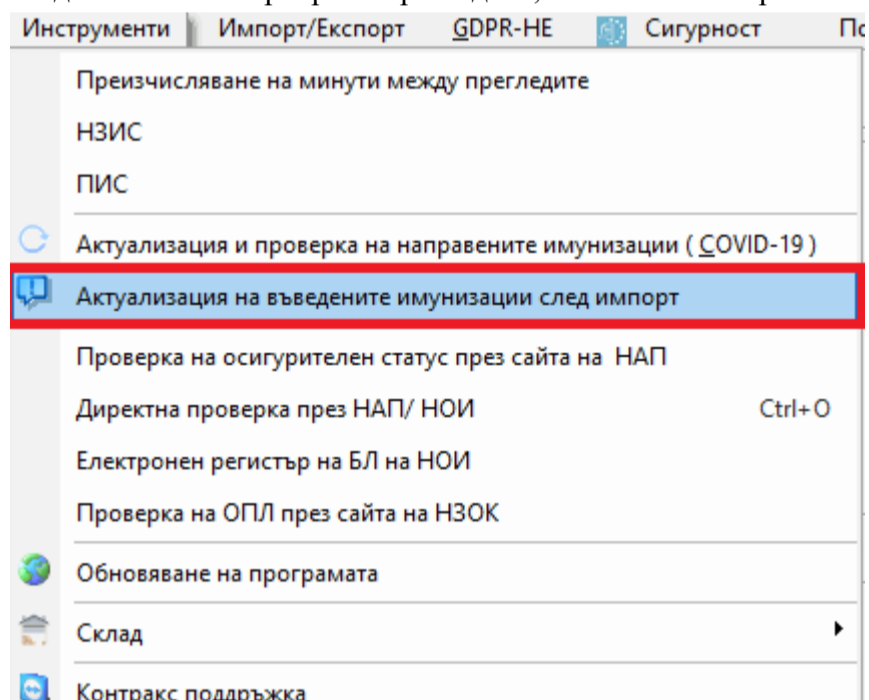 Инструменти Импорт/Експорт GDPR-НЕ Сигурност
Преизчисляване на минути между прегледите
НЗИС
ПИС
Актуализация и проверка на направените имунизации ( COVID-19 )
Актуализация на въведените имунизации след импорт
Проверка на осигурителен статус през сайта на НАП
Директна проверка през НАП/ НОИ Ctrl+O
Електронен регистър на БЛ на НОИ
Проверка на ОПЛ през сайта на НЗОК
Обновяване на програмата
Склад
Контракс поддръжка